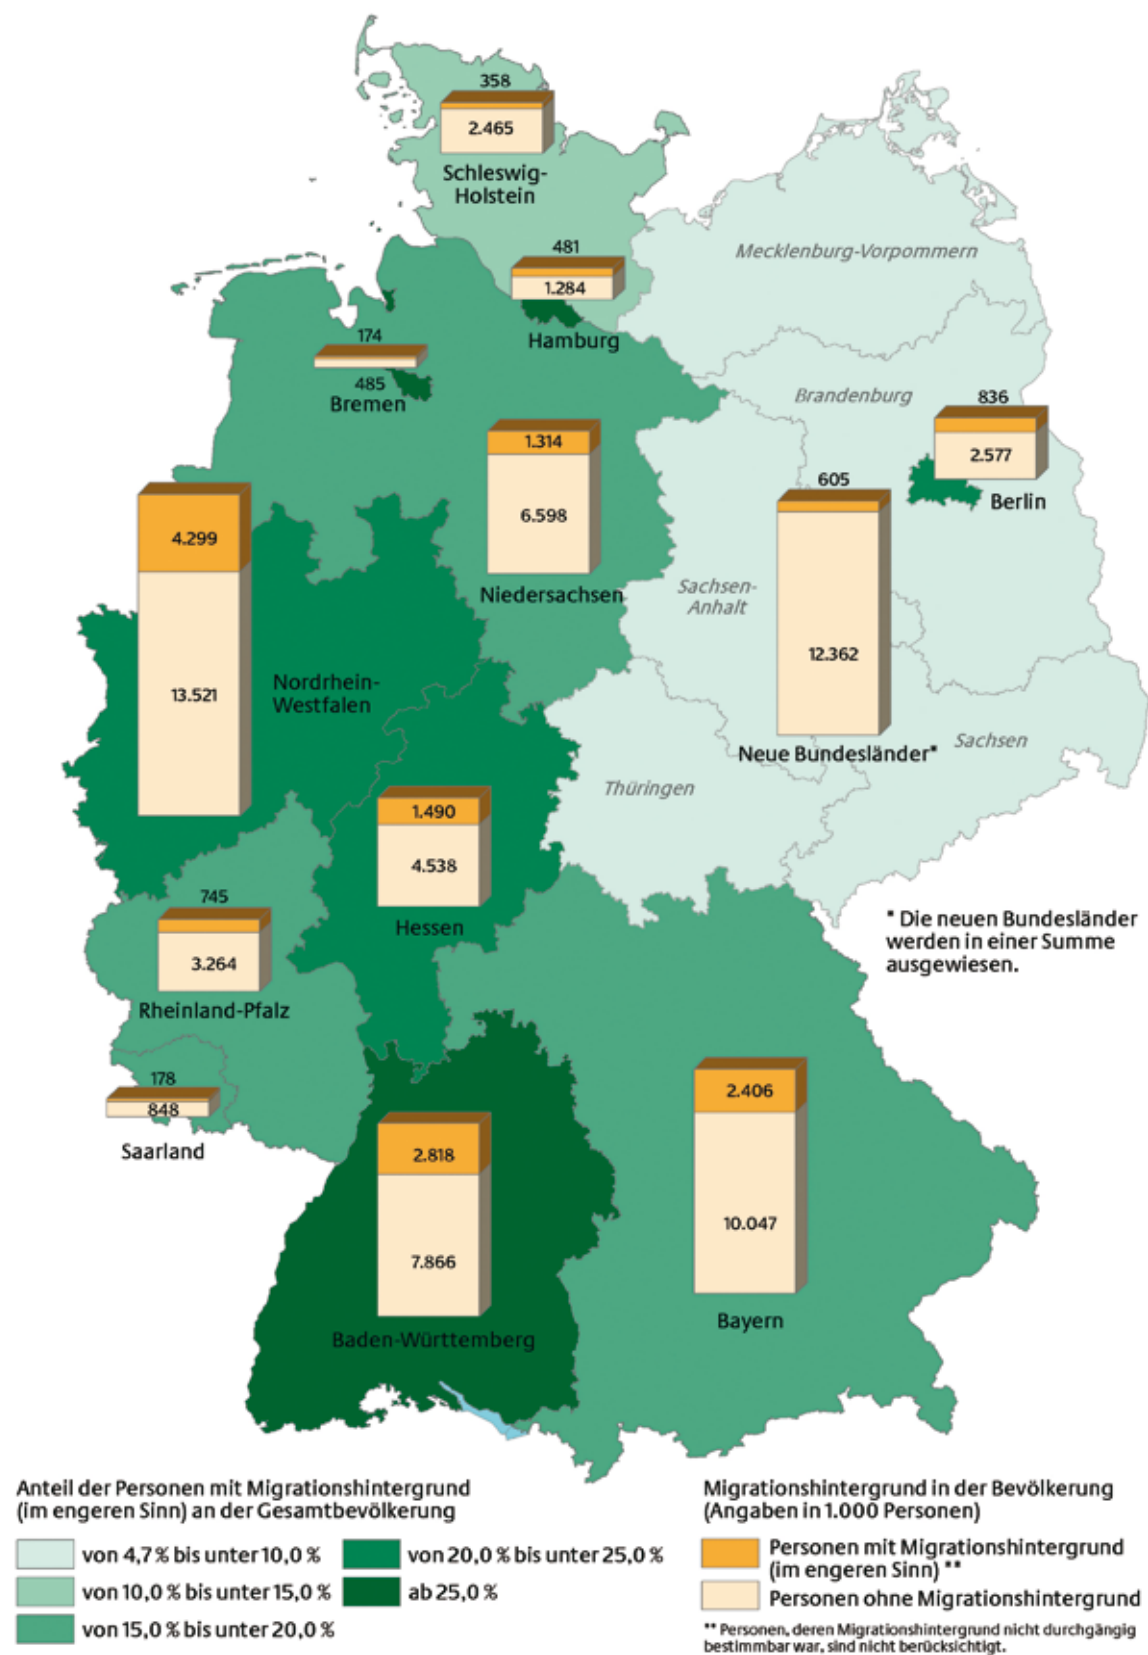 358
2.465
Schleswig-
Holstein
Mecklenburg-Vorpommern
481
1.284
Hamburg
174
485
Bremen
Brandenburg
836
2.577
Berlin
1.314
6.598
Niedersachsen
605
12.362
Neue Bundesländer*
Sachsen-
Anhalt
4.299
13.521
Nordrhein-
Westfalen
Sachsen
Thüringen
1.490
4.538
Hessen
745
3.264
Rheinland-Pfalz
* Die neuen Bundesländer
werden in einer Summe
ausgewiesen.
178
848
Saarland
2.818
7.866
Baden-Württemberg
2.406
10.047
Bayern
Anteil der Personen mit Migrationshintergrund
(im engeren Sinn) an der Gesamtbevölkerung
von 4,7 % bis unter 10,0 %
von 10,0 % bis unter 15,0 %
von 15,0 % bis unter 20,0 %
von 20,0 % bis unter 25,0 %
ab 25,0 %
Migrationshintergrund in der Bevölkerung
(Angaben in 1.000 Personen)
Personen mit Migrationshintergrund
(im engeren Sinn) **
Personen ohne Migrationshintergrund
** Personen, deren Migrationshintergrund nicht durchgängig
bestimmbar war, sind nicht berücksichtigt.